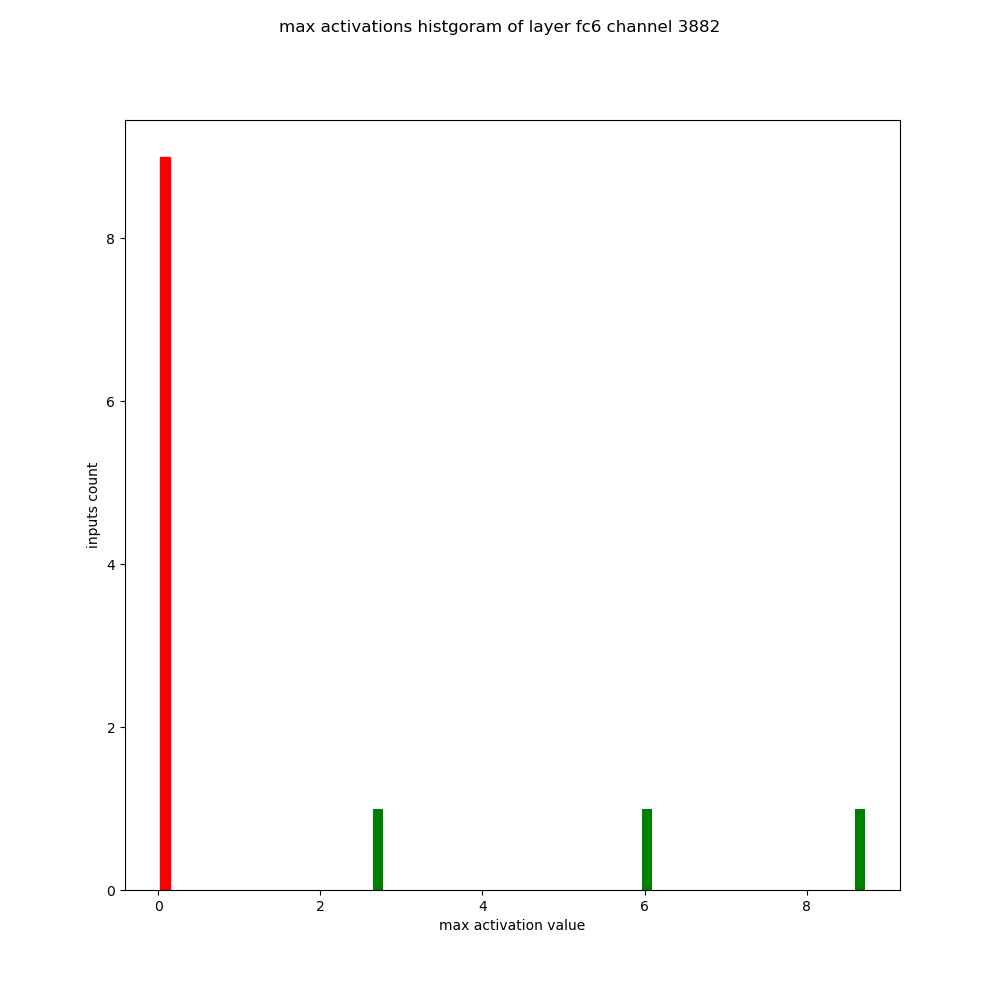 max activations histgoram of layer fc6 channel 3882
8
6
4
2
0
inputs count
0 2 4 6 8
max activation value